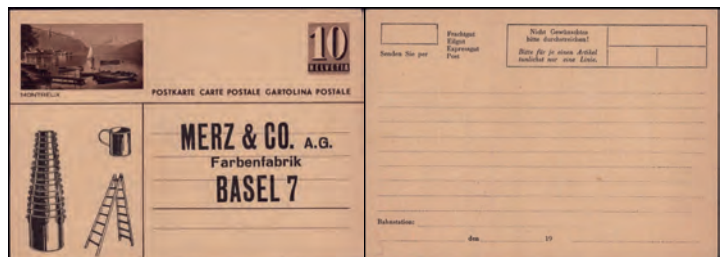 MONTREUX
10
HELVETIA
POSTKARTE CARTE POSTALE CARTOLINA POSTALE
MERZ & CO. A.G.
Farbenfabrik
BASEL 7
Senden Sie per
Frachtgut
Eilgut
Expressgut
Post
Nicht Gewünschtes
bitte durchstreichen!
Bitte für je einen Artikel
tunlichst nur eine Linie.
Bahnstation:
den 19